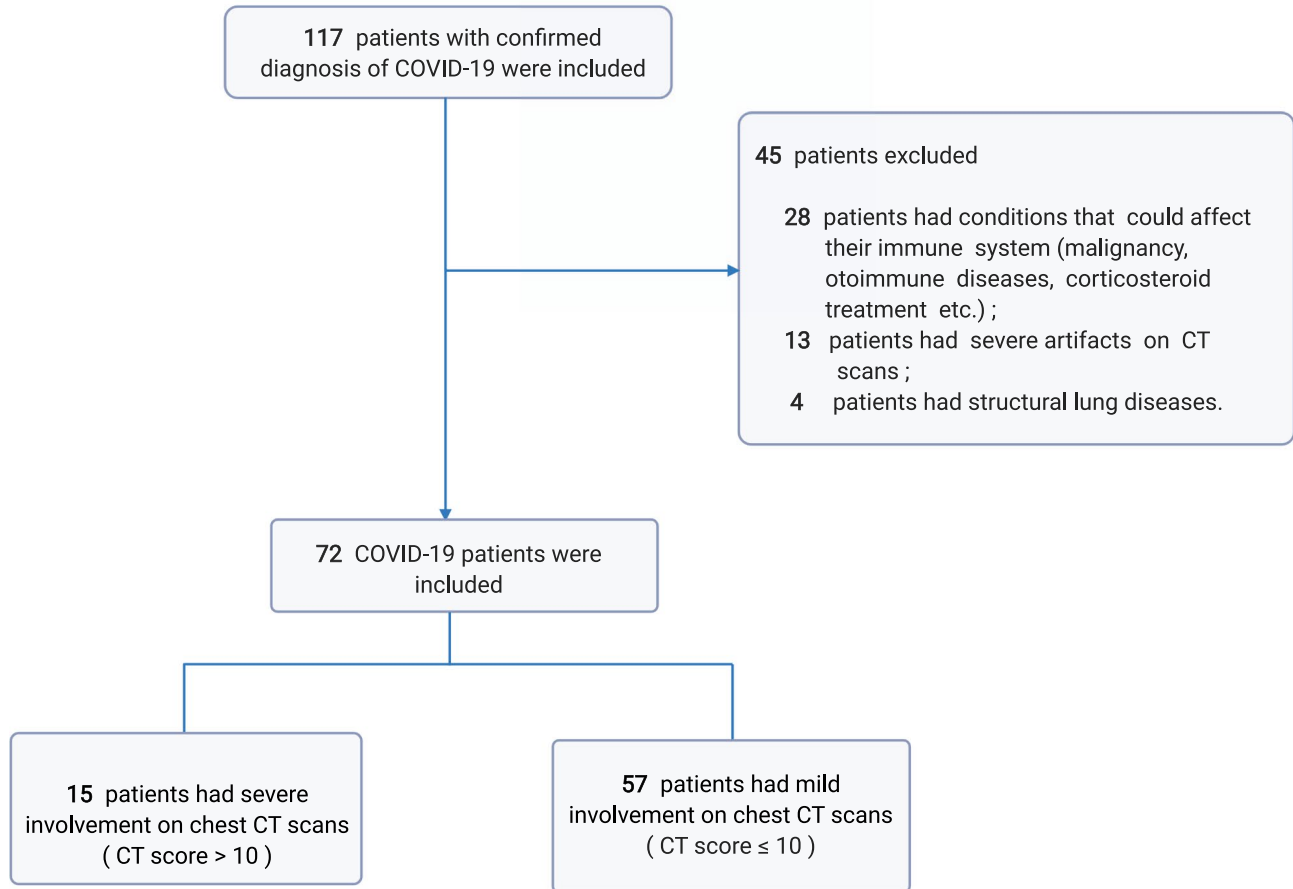 117 patients with confirmed
diagnosis of COVID-19 were included
45 patients excluded
28 patients had conditions that could affect
their immune system (malignancy,
otoimmune diseases, corticosteroid
treatment etc.) ;
13 patients had severe artifacts on CT
scans ;
4 patients had structural lung diseases.
72 COVID-19 patients were
included
15 patients had severe
involvement on chest CT scans
( CT score > 10 )
57 patients had mild
involvement on chest CT scans
( CT score ≤ 10 )